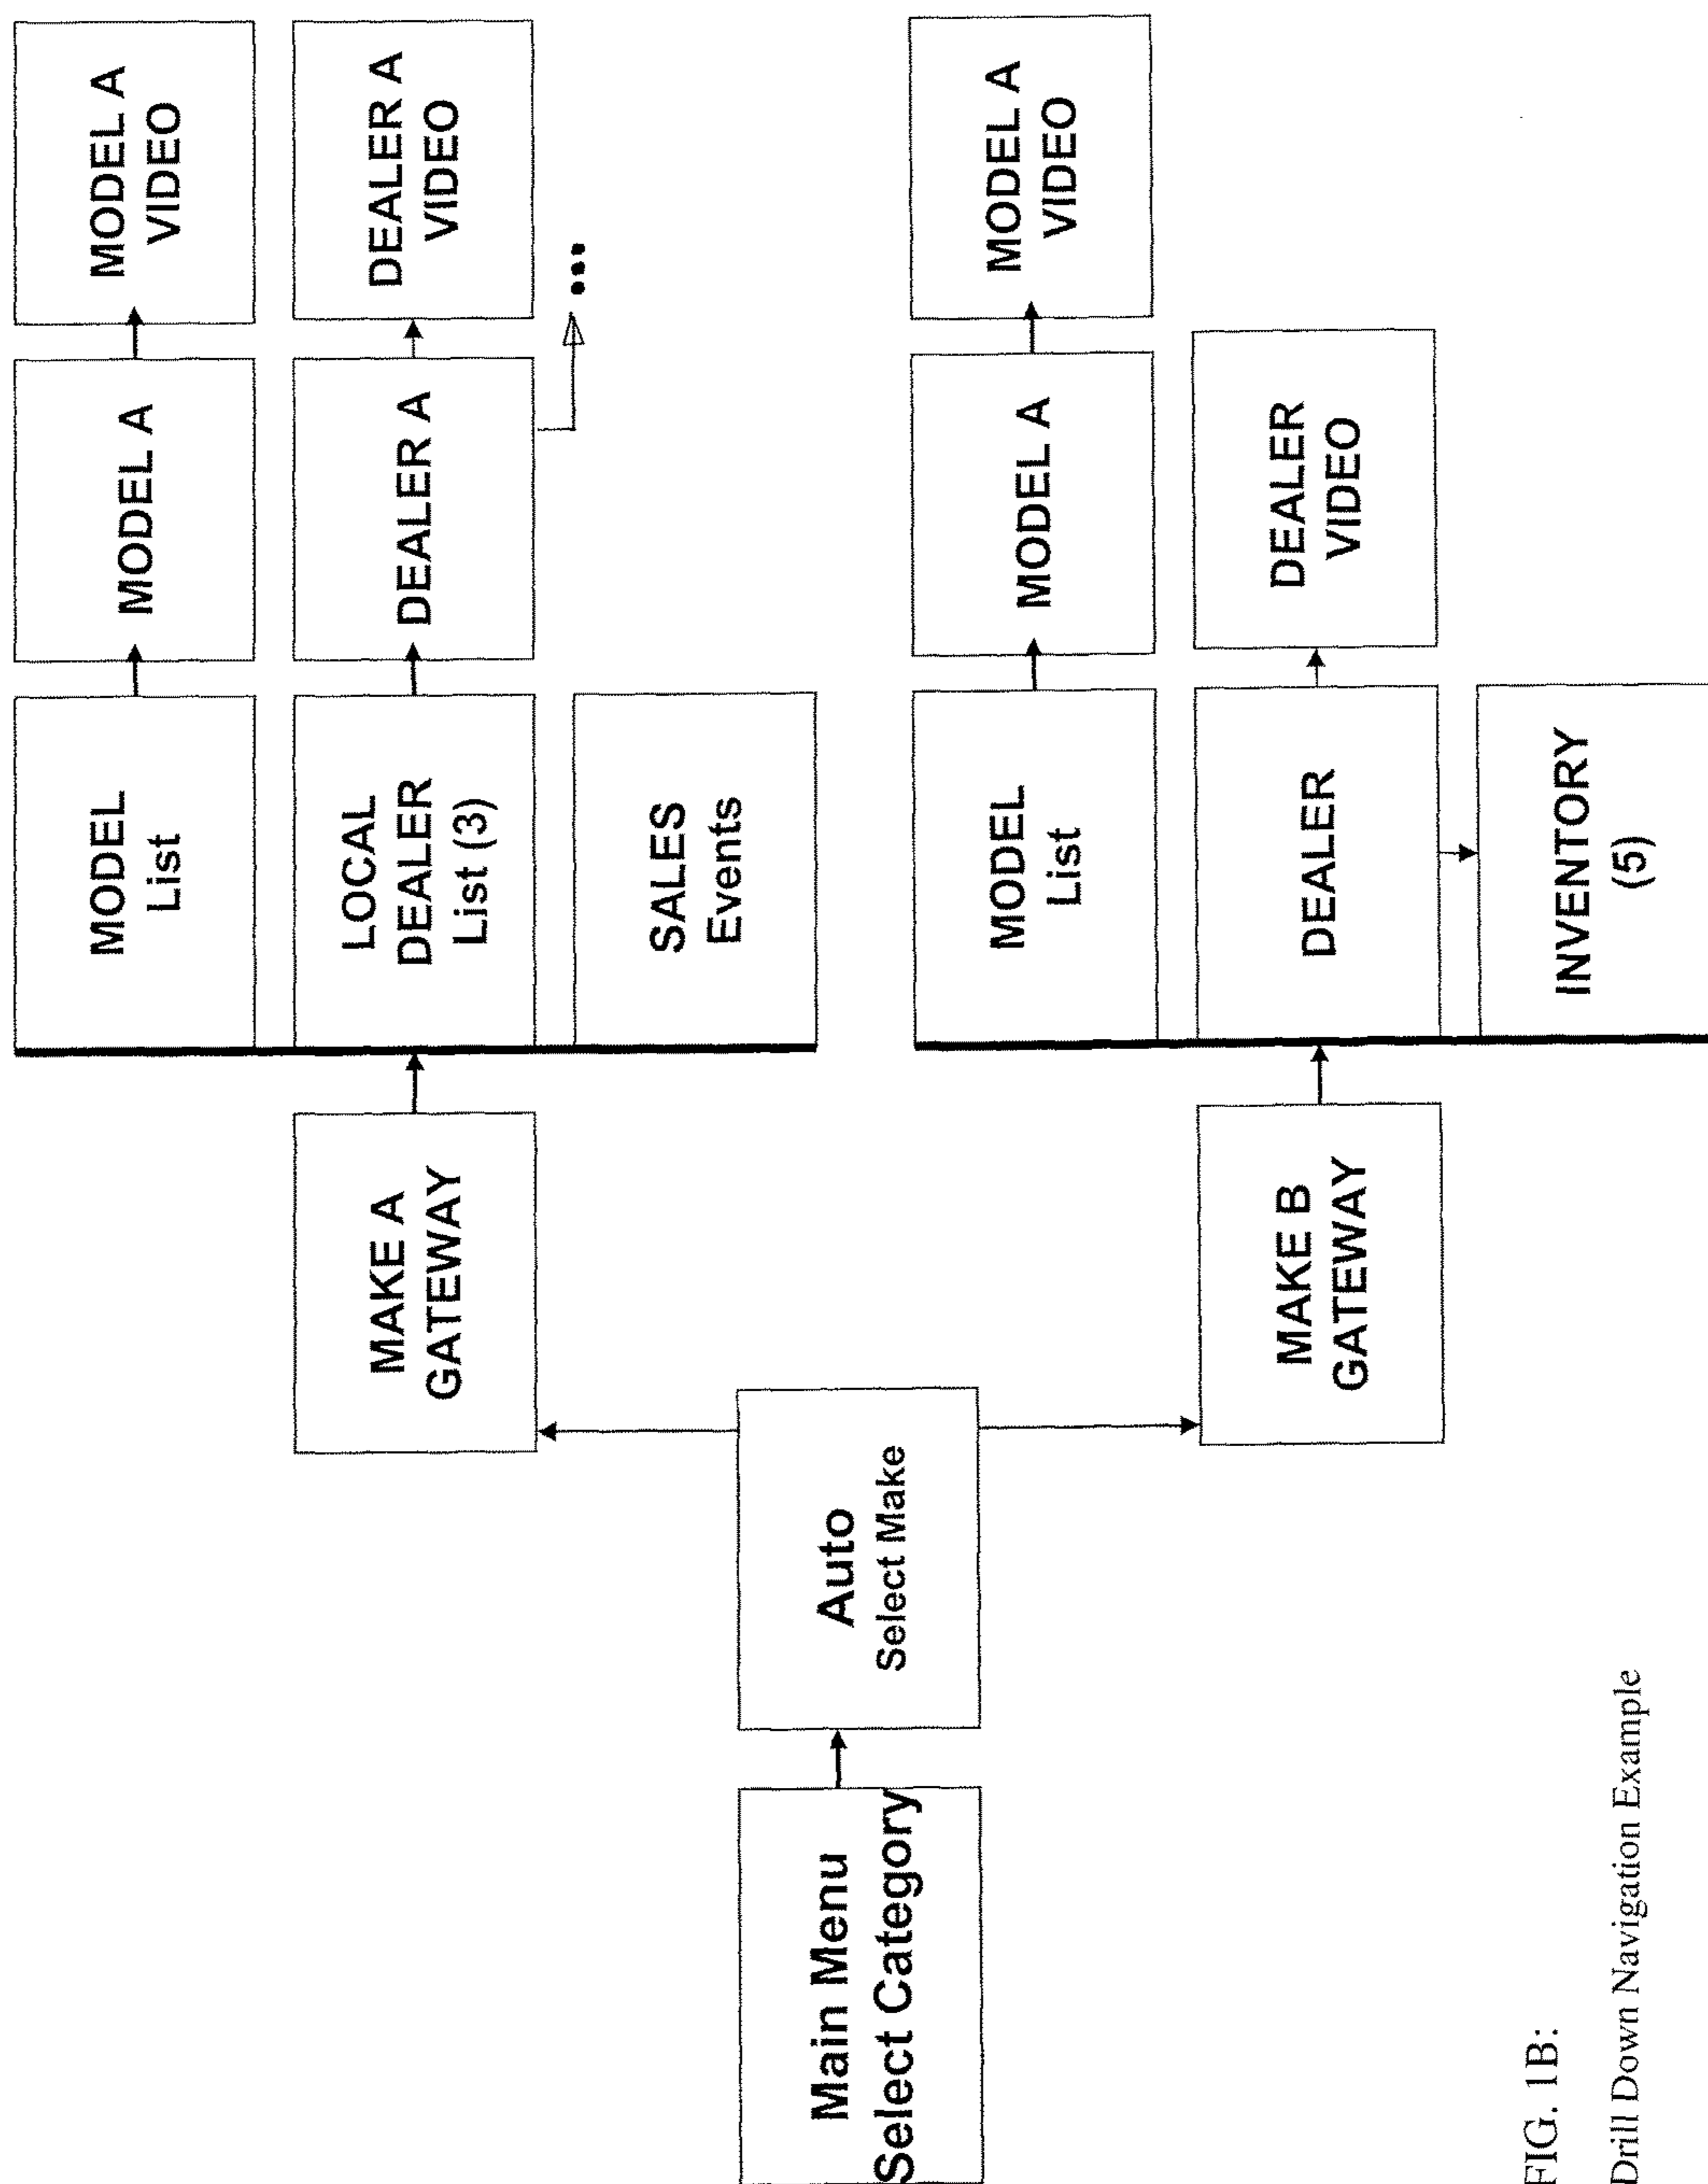 Main Menu
Select Category
Auto
Select Make
MAKE A
GATEWAY
MODEL
List
MODEL A
MODEL A
VIDEO
LOCAL
DEALER
List (3)
DEALER A
DEALER A
VIDEO
...
SALES
Events
MAKE B
GATEWAY
MODEL
List
MODEL A
MODEL A
VIDEO
DEALER
DEALER
VIDEO
INVENTORY
(5)
FIG. 1B:
Drill Down Navigation Example